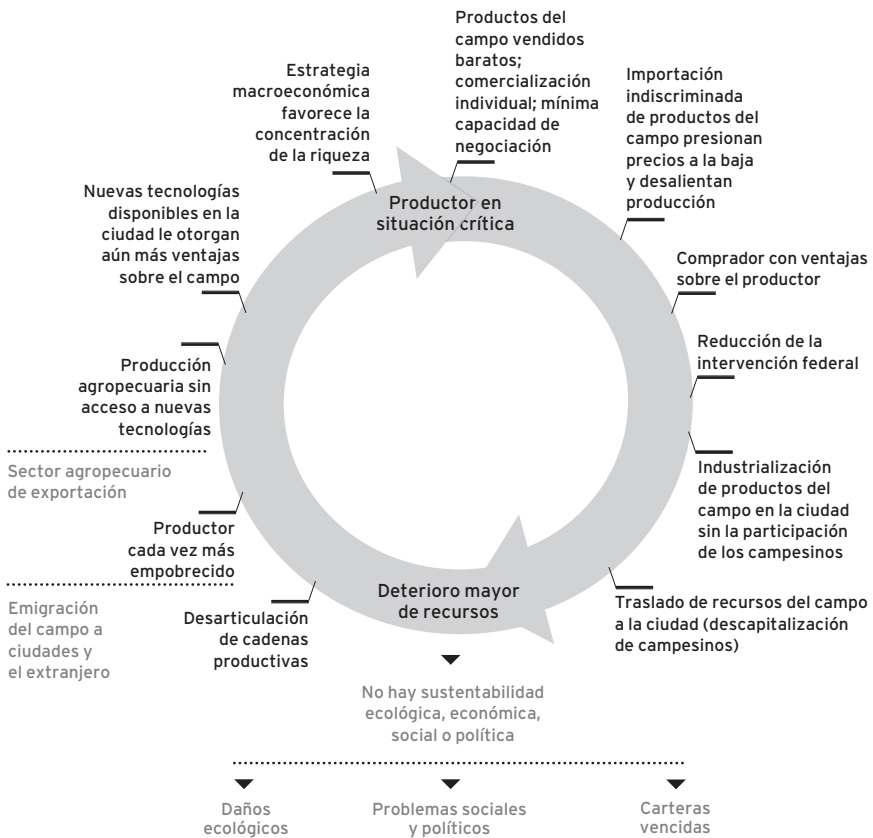 Productos del
campo vendidos
baratos;
comercialización
individual; mínima
capacidad de
negociación
Importación
indiscriminada
de productos del
campo presionan
precios a la baja
y desalientan
producción
Comprador con ventajas
sobre el productor
Reducción de la
intervención federal
Industrialización
de productos del
campo en la ciudad
sin la participación
de los campesinos
Traslado de recursos del campo
a la ciudad (descapitalización
de campesinos)
Deterioro mayor
de recursos
Desarticulación
de cadenas
productivas
Productor
cada vez más
empobrecido
Producción
agropecuaria sin
acceso a nuevas
tecnologías
Nuevas tecnologías
disponibles en la
ciudad le otorgan
aún más ventajas
sobre el campo
Estrategia
macroeconómica
favorece la
concentración
de la riqueza
Productor en
situación crítica
Sector agropecuario
de exportación
Emigración
del campo a
ciudades y
el extranjero
No hay sustentabilidad
ecológica, económica,
social o política
Daños
ecológicos
Problemas sociales
y políticos
Carteras
vencidas